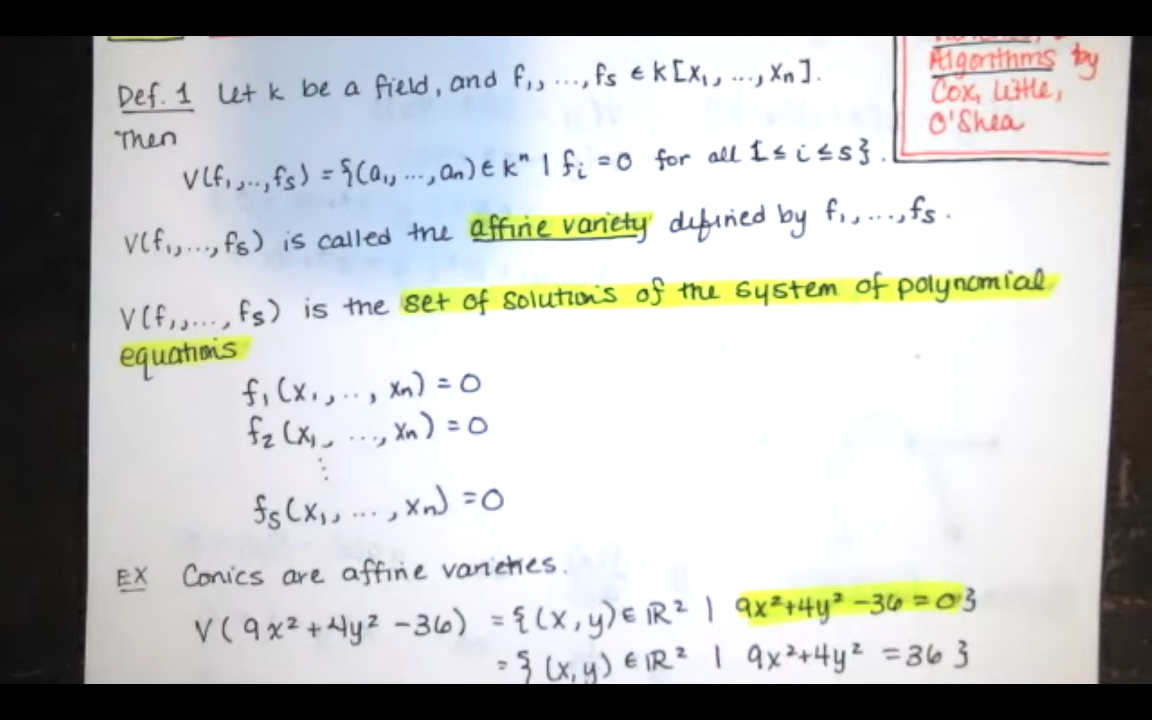 Algorithms by
Cox, Little,
O'Shea
Def. 1 Let k be a field, and f₁, ..., fs ∈ k[x₁, ..., xn].
Then
V(f₁,..,fs) = {(a₁, ..., an) ∈ kⁿ | fᵢ = 0 for all 1 ≤ i ≤ s}.
V(f₁,...,fs) is called the affine variety defined by f₁, ..., fs.
V(f₁,...,fs) is the set of solutions of the system of polynomial
equations
f₁(x₁, .., xn) = 0
f₂(x₁, ..., xn) = 0
⋮
fs(x₁, ..., xn) = 0
EX Conics are affine varieties.
V(9x²+4y²-36) = {(x,y) ∈ ℝ² | 9x²+4y²-36=0}
= {(x,y) ∈ ℝ² | 9x²+4y² = 36}